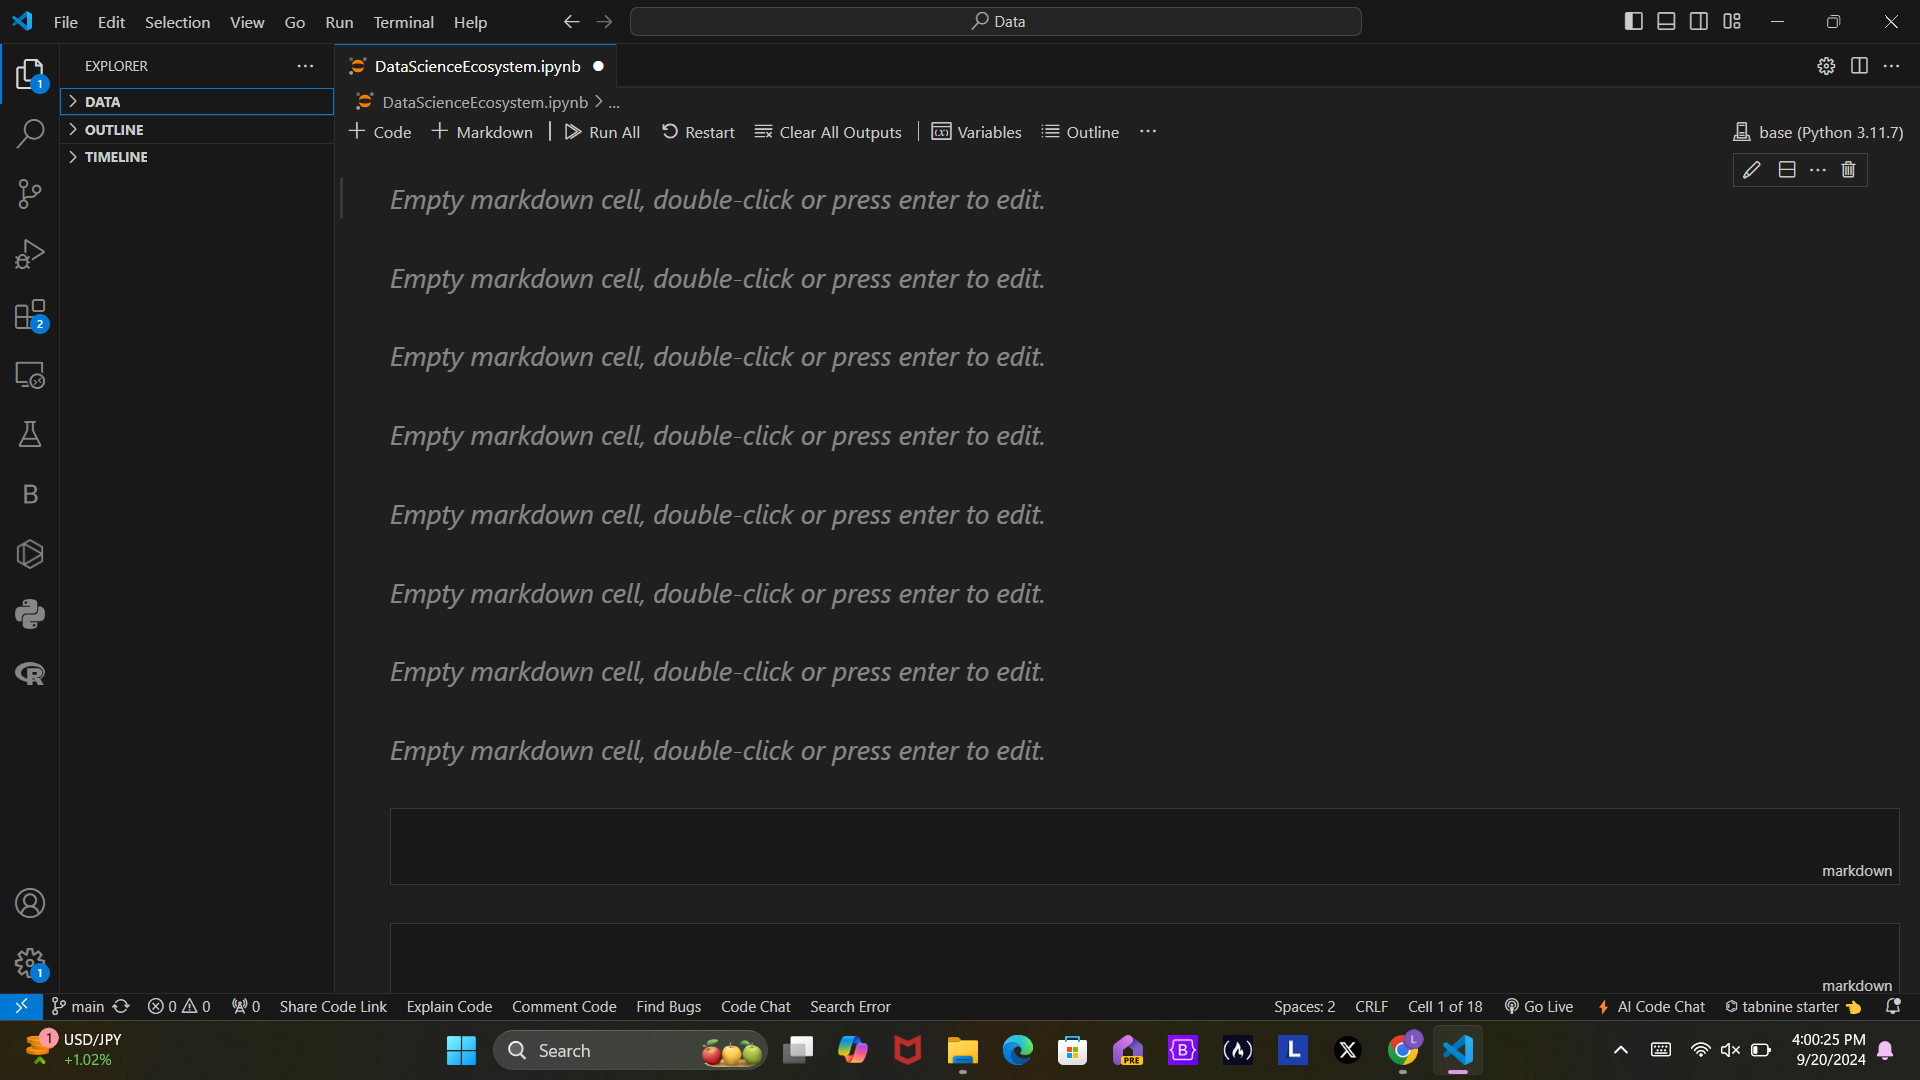 File Edit Selection View Go Run Terminal Help
Data
EXPLORER
DATA
OUTLINE
TIMELINE
DataScienceEcosystem.ipynb
DataScienceEcosystem.ipynb > ...
Code Markdown Run All Restart Clear All Outputs Variables Outline
base (Python 3.11.7)
Empty markdown cell, double-click or press enter to edit.
Empty markdown cell, double-click or press enter to edit.
Empty markdown cell, double-click or press enter to edit.
Empty markdown cell, double-click or press enter to edit.
Empty markdown cell, double-click or press enter to edit.
Empty markdown cell, double-click or press enter to edit.
Empty markdown cell, double-click or press enter to edit.
Empty markdown cell, double-click or press enter to edit.
markdown
markdown
1
2
B
1
main 0 0 0 Share Code Link Explain Code Comment Code Find Bugs Code Chat Search Error
Spaces: 2 CRLF Cell 1 of 18 Go Live AI Code Chat tabnine starter
1
USD/JPY
+1.02%
Search
PRE
B
L
X
L
4:00:25 PM
9/20/2024